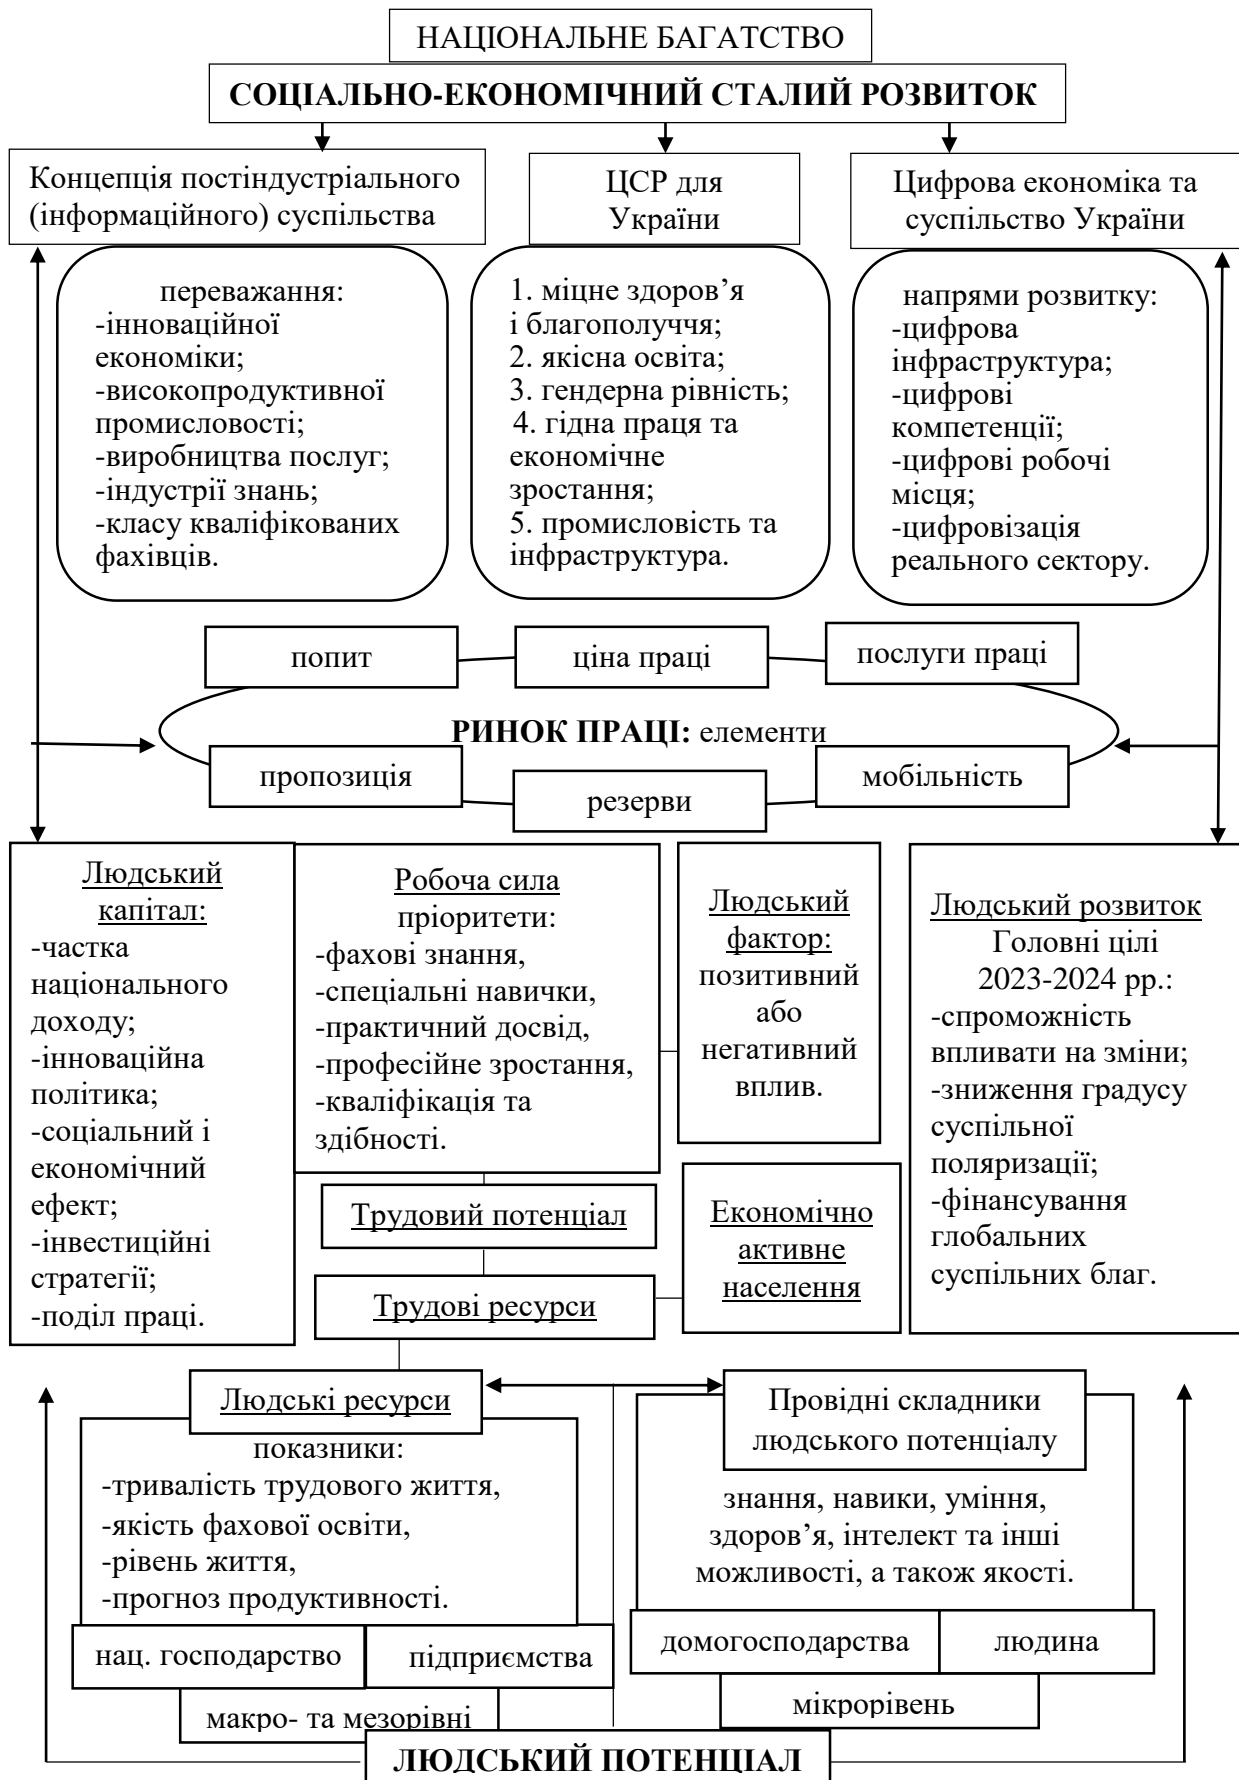 НАЦІОНАЛЬНЕ БАГАТСТВО
СОЦІАЛЬНО-ЕКОНОМІЧНИЙ СТАЛИЙ РОЗВИТОК
Концепція постіндустріального
(інформаційного) суспільства
ЦСР для
України
Цифрова економіка та
суспільство України
переважання:
-інноваційної
економіки;
-високопродуктивної
промисловості;
-виробництва послуг;
-індустрії знань;
-класу кваліфікованих
фахівців.
1. міцне здоров’я
і благополуччя;
2. якісна освіта;
3. гендерна рівність;
4. гідна праця та
економічне
зростання;
5. промисловість та
інфраструктура.
напрями розвитку:
-цифрова
інфраструктура;
-цифрові
компетенції;
-цифрові робочі
місця;
-цифровізація
реального сектору.
попит
ціна праці
послуги праці
РИНОК ПРАЦІ: елементи
пропозиція
резерви
мобільність
Людський
капітал:
-частка
національного
доходу;
-інноваційна
політика;
-соціальний і
економічний
ефект;
-інвестиційні
стратегії;
-поділ праці.
Робоча сила
пріоритети:
-фахові знання,
-спеціальні навички,
-практичний досвід,
-професійне зростання,
-кваліфікація та
здібності.
Людський
фактор:
позитивний
або
негативний
вплив.
Людський розвиток
Головні цілі
2023-2024 рр.:
-спроможність
впливати на зміни;
-зниження градусу
суспільної
поляризації;
-фінансування
глобальних
суспільних благ.
Трудовий потенціал
Економічно
активне
населення
Трудові ресурси
Людські ресурси
показники:
-тривалість трудового життя,
-якість фахової освіти,
-рівень життя,
-прогноз продуктивності.
Провідні складники
людського потенціалу
знання, навики, уміння,
здоров’я, інтелект та інші
можливості, а також якості.
нац. господарство
підприємства
домогосподарства
людина
макро- та мезорівні
мікрорівень
ЛЮДСЬКИЙ ПОТЕНЦІАЛ